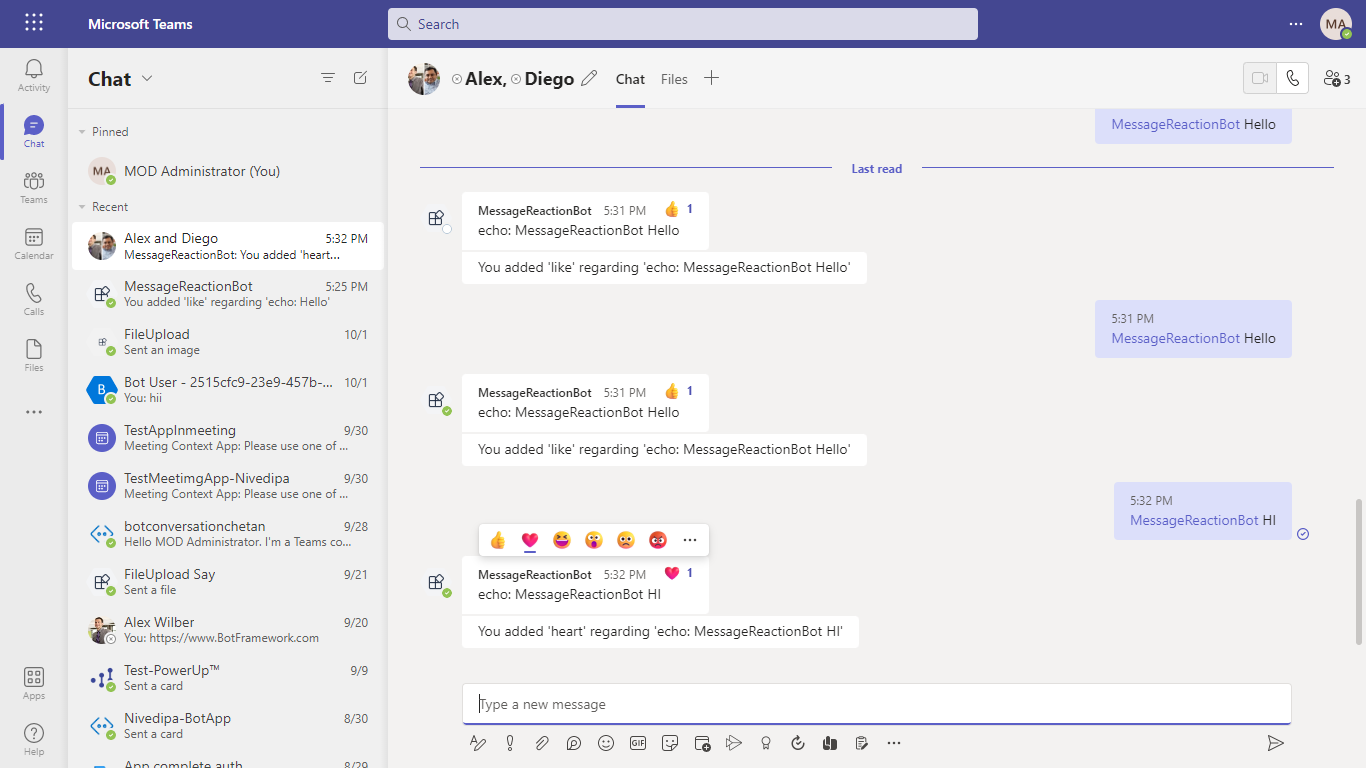 Microsoft Teams
Search
MA
Activity
Chat
Teams
Calendar
Calls
Files
Apps
Help
Chat
Pinned
MA
MOD Administrator (You)
Recent
Alex and Diego 5:32 PM
MessageReactionBot: You added 'heart...
MessageReactionBot 5:25 PM
You added 'like' regarding 'echo: Hello'
FileUpload 10/1
Sent an image
B
Bot User - 2515cfc9-23e9-457b-... 10/1
You: hii
TestAppInmeeting 9/30
Meeting Context App: Please use one of ...
TestMeetimgApp-Nivedipa 9/30
Meeting Context App: Please use one of ...
botconversationchetan 9/28
Hello MOD Administrator. I'm a Teams co...
FileUpload Say 9/21
Sent a file
Alex Wilber 9/20
You: https://www.BotFramework.com
Test-PowerUp™ 9/9
Sent a card
Nivedipa-BotApp 8/30
Sent a card
App complete auth 8/29
Alex, Diego Chat Files
3
MessageReactionBot Hello
Last read
MessageReactionBot 5:31 PM 1
echo: MessageReactionBot Hello
You added 'like' regarding 'echo: MessageReactionBot Hello'
5:31 PM
MessageReactionBot Hello
MessageReactionBot 5:31 PM 1
echo: MessageReactionBot Hello
You added 'like' regarding 'echo: MessageReactionBot Hello'
5:32 PM
MessageReactionBot HI
MessageReactionBot 5:32 PM 1
echo: MessageReactionBot HI
You added 'heart' regarding 'echo: MessageReactionBot HI'
Type a new message
GIF